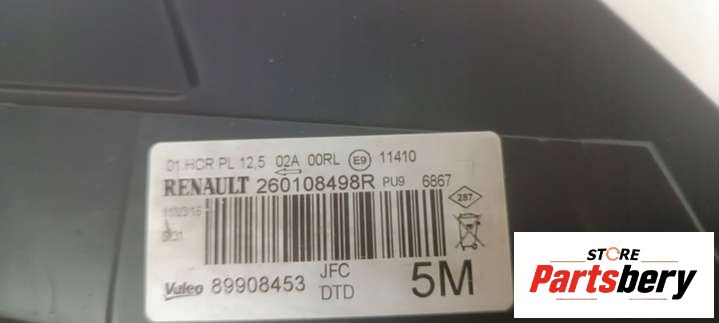 01 HCR PL 12,5 02A 00RL E9 11410
RENAULT 260108498R PU9 6867
287
Valeo 89908453 JFC
DTD
5M
STORE
Partsbery